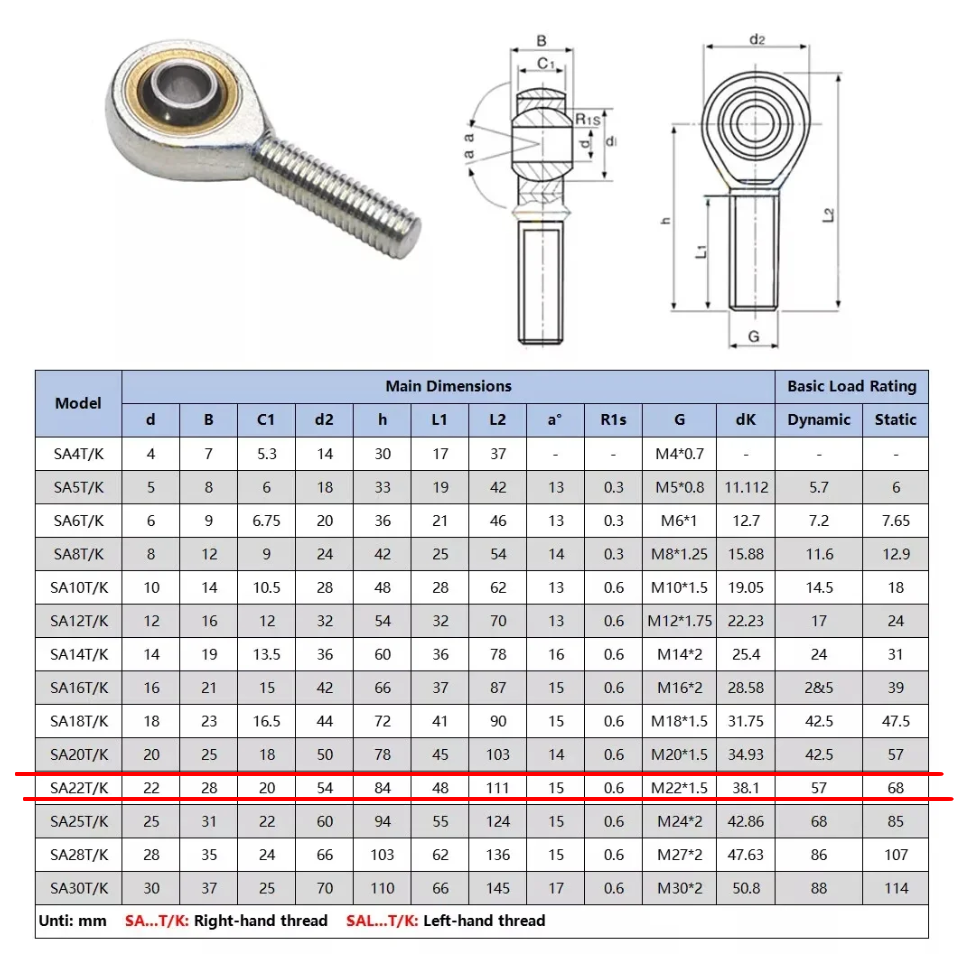 B
C1
R1S
d
dl
a
a
d2
h
L1
L2
G
Model Main Dimensions Basic Load Rating
d B C1 d2 h L1 L2 a° R1s G dK Dynamic Static
SA4T/K 4 7 5.3 14 30 17 37 - - M4*0.7 - - -
SA5T/K 5 8 6 18 33 19 42 13 0.3 M5*0.8 11.112 5.7 6
SA6T/K 6 9 6.75 20 36 21 46 13 0.3 M6*1 12.7 7.2 7.65
SA8T/K 8 12 9 24 42 25 54 14 0.3 M8*1.25 15.88 11.6 12.9
SA10T/K 10 14 10.5 28 48 28 62 13 0.6 M10*1.5 19.05 14.5 18
SA12T/K 12 16 12 32 54 32 70 13 0.6 M12*1.75 22.23 17 24
SA14T/K 14 19 13.5 36 60 36 78 16 0.6 M14*2 25.4 24 31
SA16T/K 16 21 15 42 66 37 87 15 0.6 M16*2 28.58 28&5 39
SA18T/K 18 23 16.5 44 72 41 90 15 0.6 M18*1.5 31.75 42.5 47.5
SA20T/K 20 25 18 50 78 45 103 14 0.6 M20*1.5 34.93 42.5 57
SA22T/K 22 28 20 54 84 48 111 15 0.6 M22*1.5 38.1 57 68
SA25T/K 25 31 22 60 94 55 124 15 0.6 M24*2 42.86 68 85
SA28T/K 28 35 24 66 103 62 136 15 0.6 M27*2 47.63 86 107
SA30T/K 30 37 25 70 110 66 145 17 0.6 M30*2 50.8 88 114
Unti: mm SA...T/K: Right-hand thread SAL...T/K: Left-hand thread